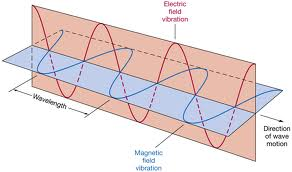 Electric
field
vibration
Wavelength
Magnetic
field
vibration
Direction
of wave
motion